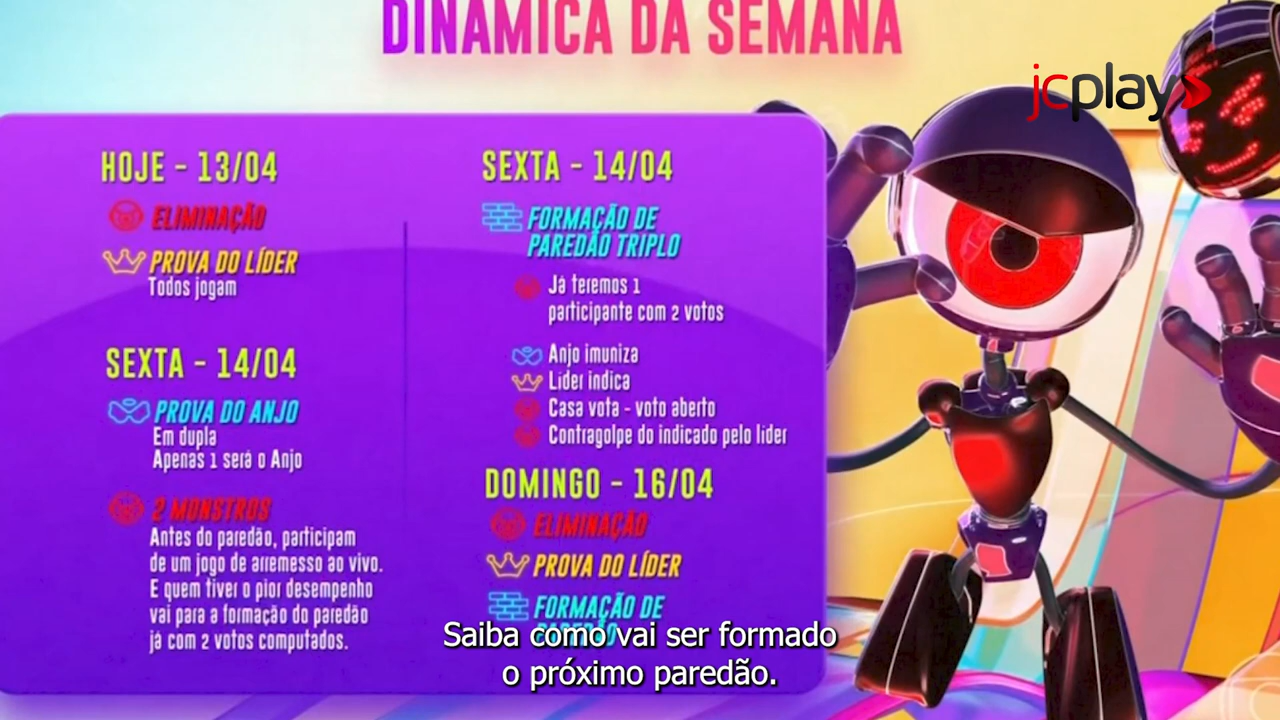 DINÂMICA DA SEMANA
jcplay
HOJE - 13/04
ELIMINAÇÃO
PROVA DO LÍDER
Todos jogam
SEXTA - 14/04
PROVA DO ANJO
Em dupla
Apenas 1 será o Anjo
2 MONSTROS
Antes do paredão, participam
de um jogo de arremesso ao vivo.
E quem tiver o pior desempenho
vai para a formação do paredão
já com 2 votos computados.
SEXTA - 14/04
FORMAÇÃO DE
PAREDÃO TRIPLO
Já teremos 1
participante com 2 votos
Anjo imuniza
Líder indica
Casa vota - voto aberto
Contragolpe do indicado pelo líder
DOMINGO - 16/04
ELIMINAÇÃO
PROVA DO LÍDER
FORMAÇÃO DE
PAREDÃO
Saiba como vai ser formado
o próximo paredão.